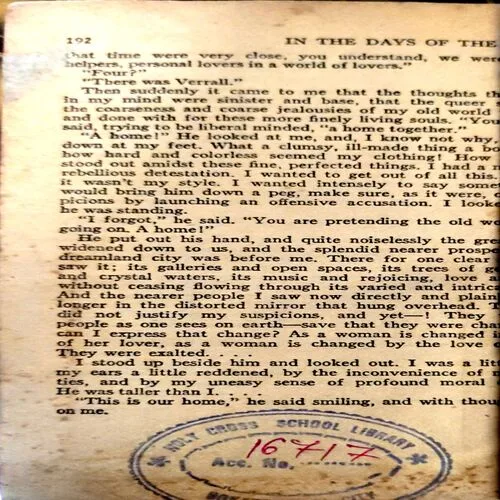 192 IN THE DAYS OF THE
that time were very close, you understand, we were
helpers, personal lovers in a world of lovers."
"Four?"
"There was Verrall."
Then suddenly it came to me that the thoughts th
in my mind were sinister and base, that the queer
the coarseness and coarse jealousies of my old world
and done with for these more finely living souls. "You
said, trying to be liberal minded, "a home together."
"A home!" He looked at me, and, I know not why,
down at my feet. What a clumsy, ill-made thing a bo
how hard and colorless seemed my clothing! How
stood out amidst these fine, perfected things. I had a m
rebellious detestation. I wanted to get out of all this.
it wasn't my style. I wanted intensely to say some
would bring him down a peg, make sure, as it were,
picions by launching an offensive accusation. I looke
he was standing.
"I forgot," he said. "You are pretending the old wo
going on. A home!"
He put out his hand, and quite noiselessly the gre
widened down to us, and the splendid nearer prospe
dreamland city was before me. There for one clear
saw it; its galleries and open spaces, its trees of go
and crystal waters, its music and rejoicing, love
without ceasing flowing through its varied and intric
And the nearer people I saw now directly and plain
longer in the distorted mirror that hung overhead. T
did not justify my suspicions, and yet—! They
people as one sees on earth—save that they were cha
can I express that change? As a woman is changed i
of her lover, as a woman is changed by the love o
They were exalted. . . .
I stood up beside him and looked out. I was a litt
my ears a little reddened, by the inconvenience of
ties, and by my uneasy sense of profound moral
He was taller than I. . . .
"This is our home," he said smiling, and with thou
on me.
HOLY CROSS SCHOOL LIBRARY
Acc. No. 16717